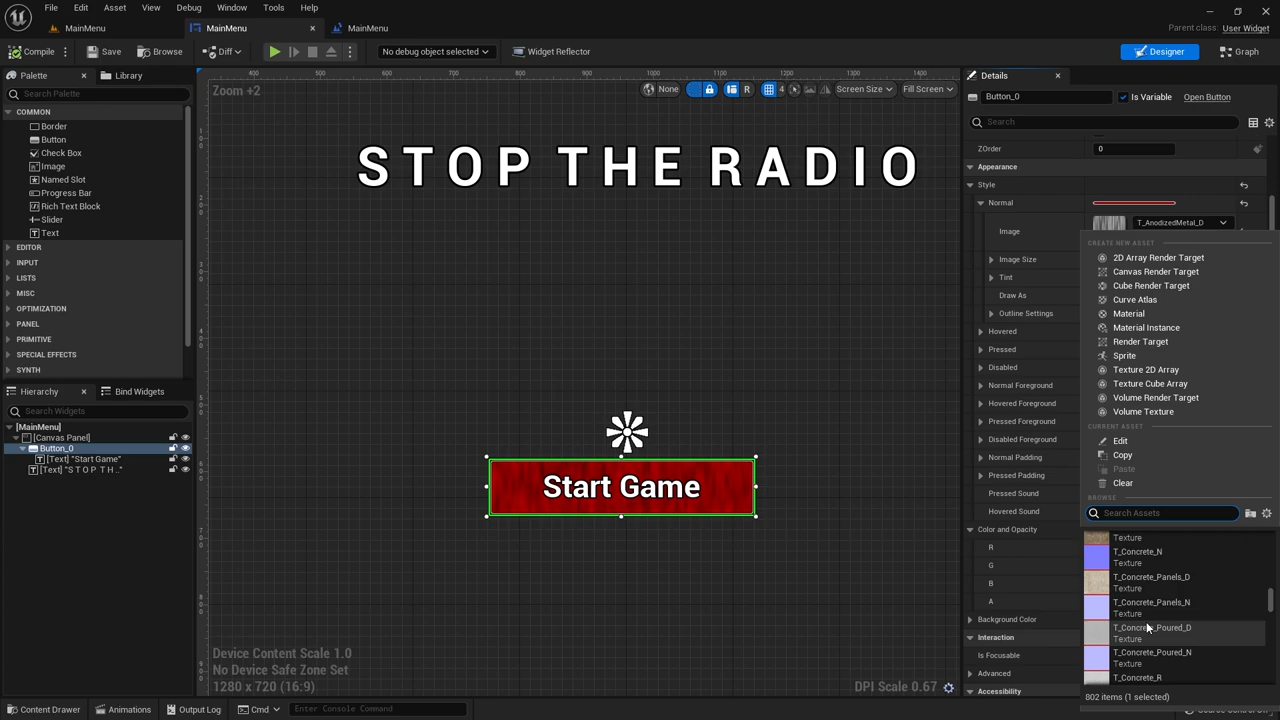 File Edit Asset View Debug Window Tools Help
MainMenu
MainMenu
MainMenu
Parent class: User Widget
Compile
Save
Browse
Diff
No debug object selected
Widget Reflector
Designer
Graph
Palette
Library
Search Palette
COMMON
Border
Button
Check Box
Image
Named Slot
Progress Bar
Rich Text Block
Slider
Text
EDITOR
INPUT
LISTS
MISC
OPTIMIZATION
PANEL
PRIMITIVE
SPECIAL EFFECTS
SYNTH
Hierarchy
Bind Widgets
Search Widgets
[MainMenu]
[Canvas Panel]
Button_0
[Text] "Start Game"
[Text] "S T O P  T H .."
400 500 600 700 800 900 1000 1100 1200 1300 1400
Zoom +2
None
R
4
Screen Size
Fill Screen
STOP THE RADIO
Start Game
Device Content Scale 1.0
No Device Safe Zone Set
1280 x 720 (16:9)
DPI Scale 0.67
Details
Button_0
Is Variable
Open Button
Search
ZOrder
0
Appearance
Style
Normal
Image
T_AnodizedMetal_D
Image Size
Tint
Draw As
Outline Settings
Hovered
Pressed
Disabled
Normal Foreground
Hovered Foreground
Pressed Foreground
Disabled Foreground
Normal Padding
Pressed Padding
Pressed Sound
Hovered Sound
Color and Opacity
R
G
B
A
Background Color
Interaction
Is Focusable
Advanced
Accessibility
CREATE NEW ASSET
2D Array Render Target
Canvas Render Target
Cube Render Target
Curve Atlas
Material
Material Instance
Render Target
Sprite
Texture 2D Array
Texture Cube Array
Volume Render Target
Volume Texture
CURRENT ASSET
Edit
Copy
Paste
Clear
BROWSE
Search Assets
Texture
T_Concrete_N
Texture
T_Concrete_Panels_D
Texture
T_Concrete_Panels_N
Texture
T_Concrete_Poured_D
Texture
T_Concrete_Poured_N
Texture
T_Concrete_R
802 items (1 selected)
Content Drawer
Animations
Output Log
Cmd
Enter Console Command